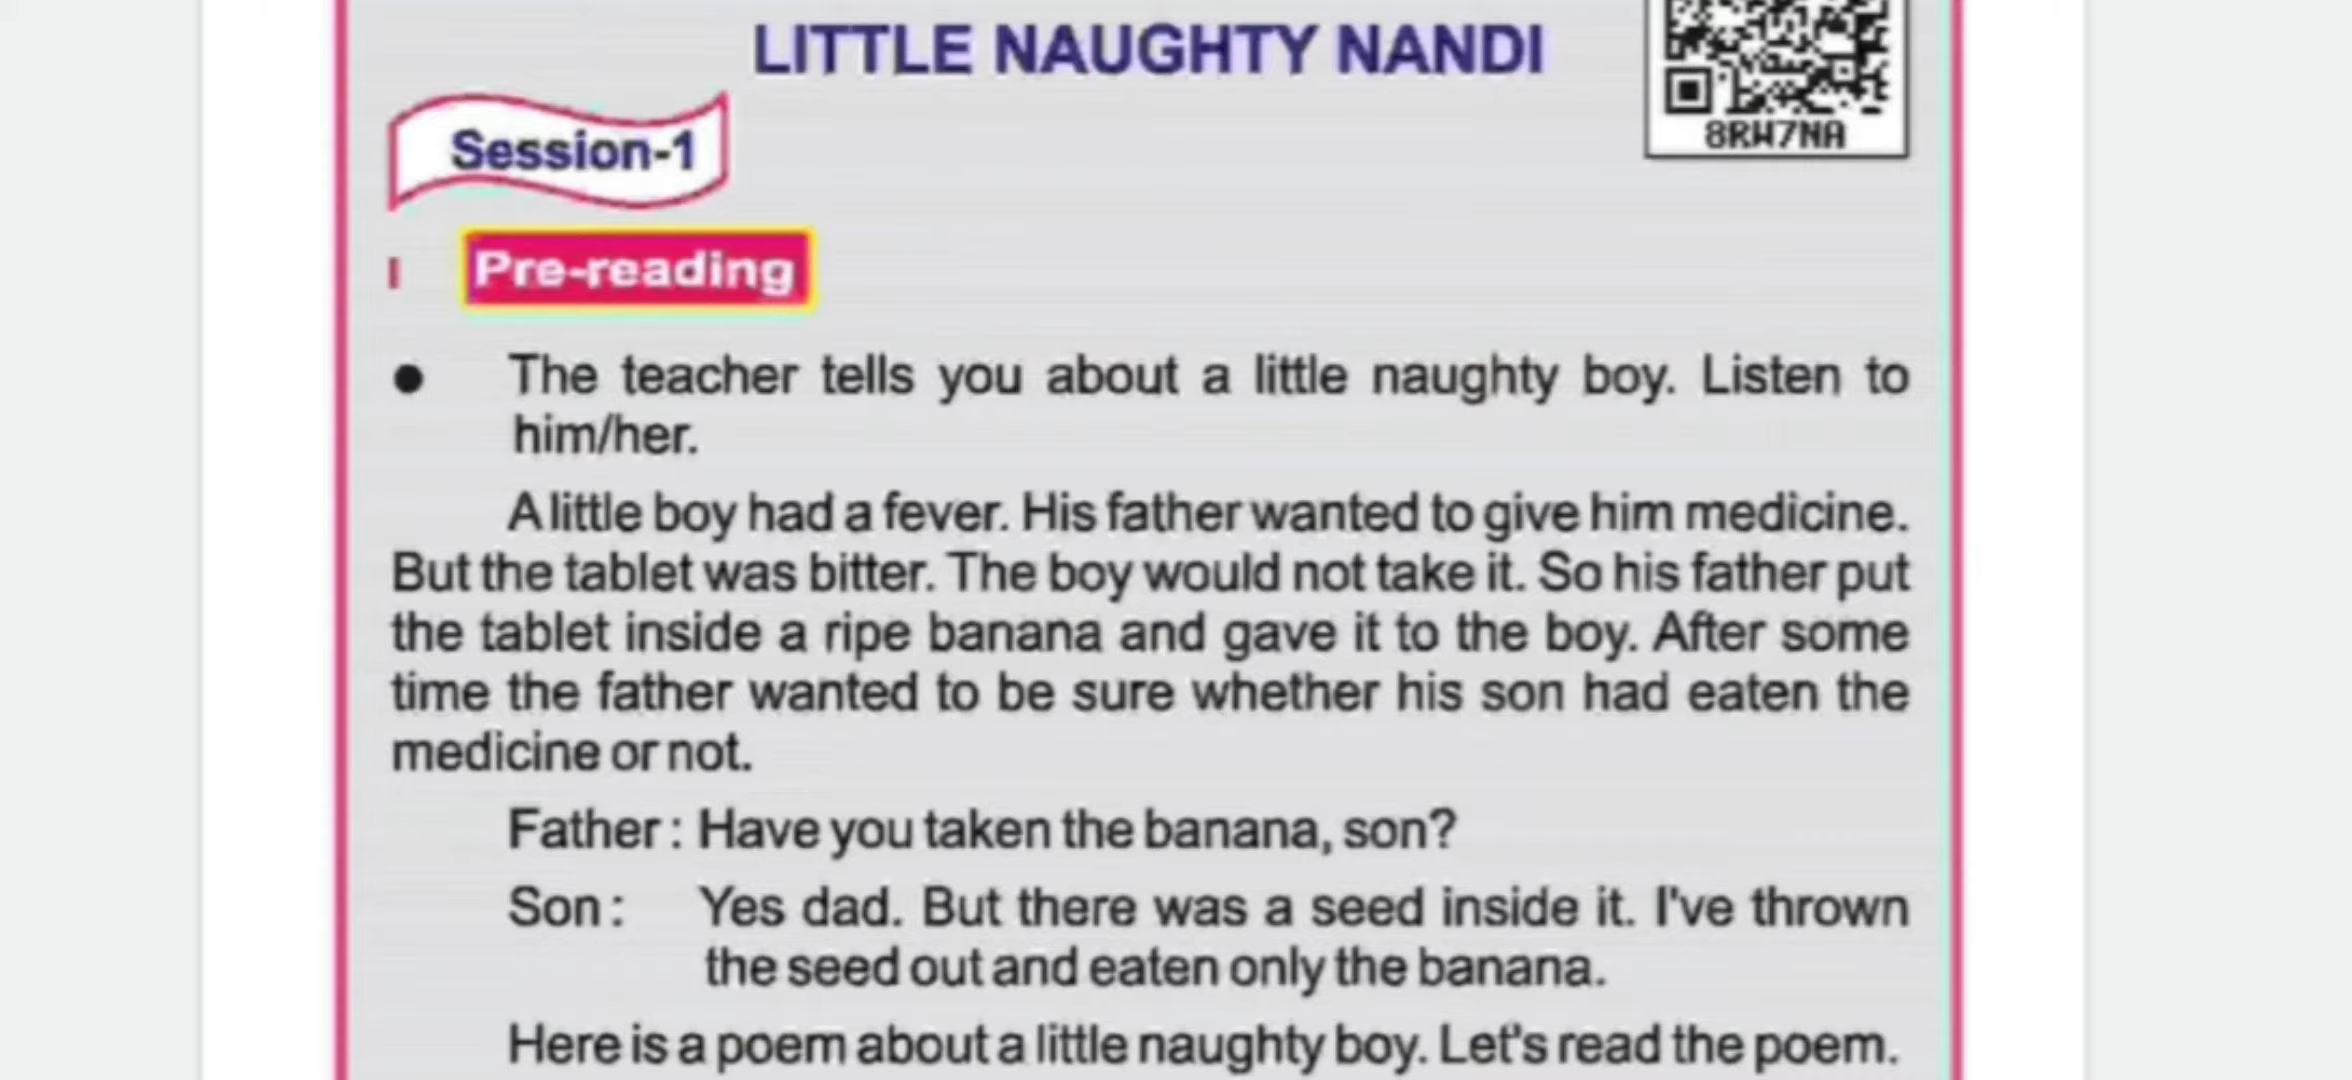 LITTLE NAUGHTY NANDI
8RW7NA
Session-1
I Pre-reading
● The teacher tells you about a little naughty boy. Listen to
him/her.
A little boy had a fever. His father wanted to give him medicine.
But the tablet was bitter. The boy would not take it. So his father put
the tablet inside a ripe banana and gave it to the boy. After some
time the father wanted to be sure whether his son had eaten the
medicine or not.
Father : Have you taken the banana, son?
Son : Yes dad. But there was a seed inside it. I've thrown
the seed out and eaten only the banana.
Here is a poem about a little naughty boy. Let's read the poem.